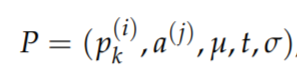 P = (p_k^{(i)}, a^{(j)}, μ, t, σ)